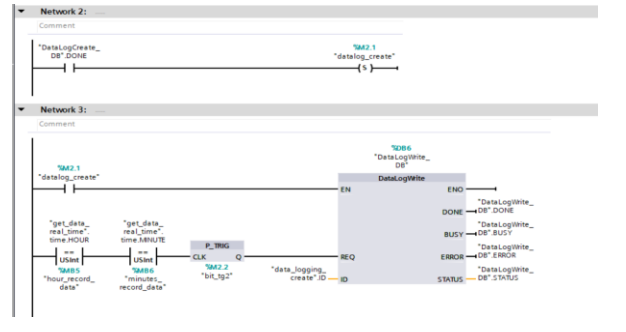 Network 2: ....
Comment
"DataLogCreate_
DB".DONE
%M2.1
"datalog_create"
( S )
Network 3: ....
Comment
%DB6
"DataLogWrite_
DB"
DataLogWrite
%M2.1
"datalog_create"
EN
ENO
DONE
"DataLogWrite_
DB".DONE
BUSY
"DataLogWrite_
DB".BUSY
ERROR
"DataLogWrite_
DB".ERROR
STATUS
"DataLogWrite_
DB".STATUS
"get_data_
real_time".
time.HOUR
==
USInt
%MB5
"hour_record_
data"
"get_data_
real_time".
time.MINUTE
==
USInt
%MB6
"minutes_
record_data"
P_TRIG
CLK
Q
%M2.2
"bit_tg2"
REQ
"data_logging_
create".ID
ID